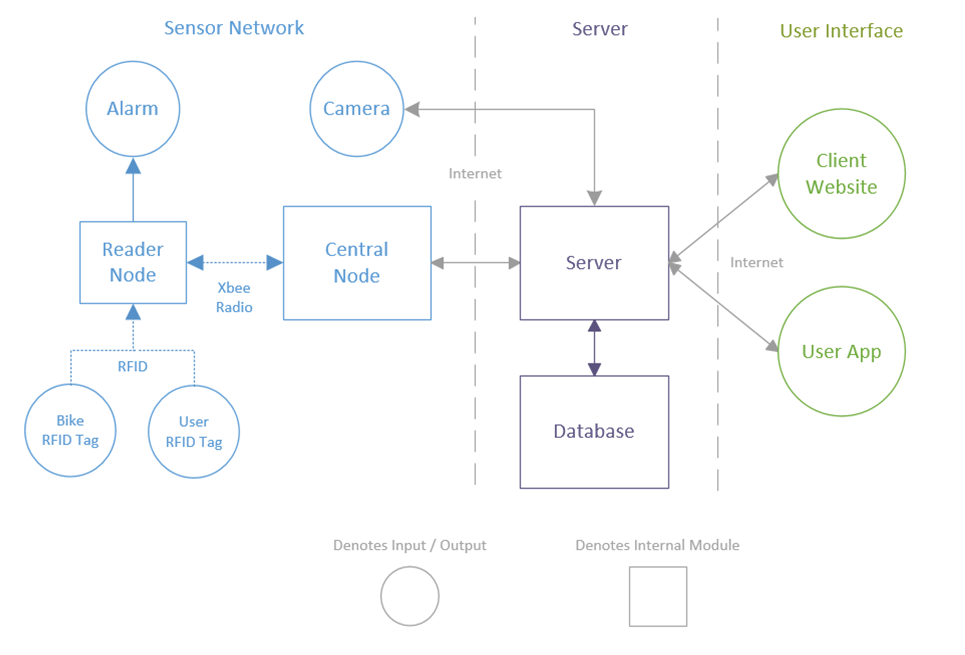 Sensor Network
Server
User Interface
Alarm
Camera
Client
Website
Internet
Reader
Node
Central
Node
Server
Internet
Xbee
Radio
User App
RFID
Bike
RFID Tag
User
RFID Tag
Database
Denotes Input / Output
Denotes Internal Module